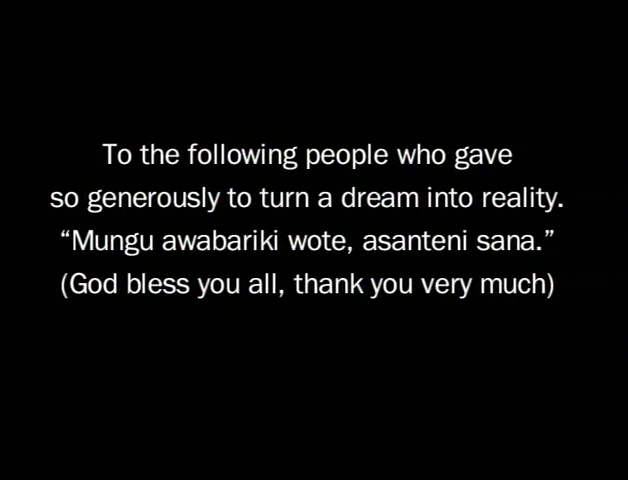 To the following people who gave
so generously to turn a dream into reality.
“Mungu awabariki wote, asanteni sana.”
(God bless you all, thank you very much)